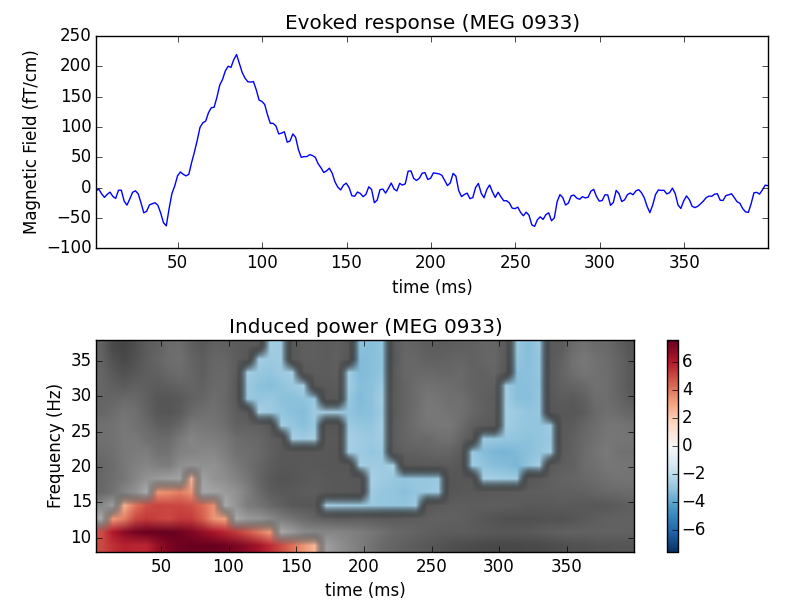 Evoked response (MEG 0933)
250
200
150
100
50
0
−50
−100
Magnetic Field (fT/cm)
50 100 150 200 250 300 350
time (ms)
Induced power (MEG 0933)
35
30
25
20
15
10
Frequency (Hz)
50 100 150 200 250 300 350
time (ms)
6
4
2
0
−2
−4
−6